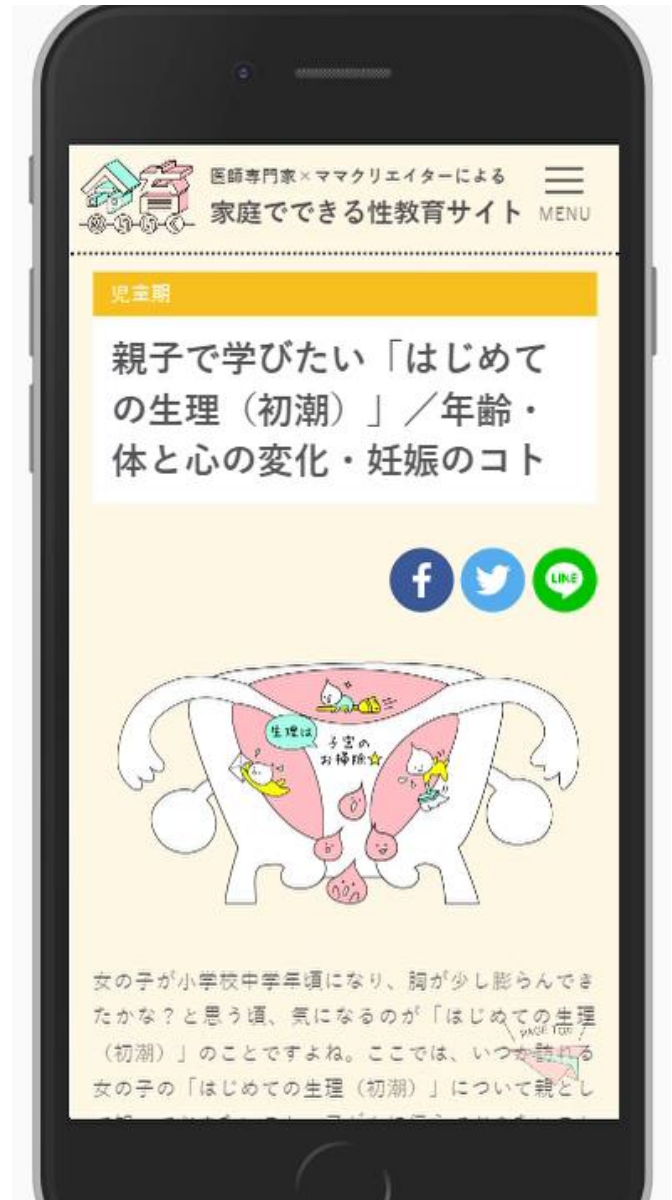 医師専門家×ママクリエイターによる
家庭でできる性教育サイト
MENU
児童期
親子で学びたい「はじめて
の生理(初潮)」/年齢・
体と心の変化・妊娠のコト
f
LINE
生理は
子宮の
お掃除☆
女の子が小学校中学年頃になり、胸が少し膨らんでき
たかな?と思う頃、気になるのが「はじめての生理
PAGE TOP
(初潮)」のことですよね。ここでは、いつか訪れる
女の子の「はじめての生理(初潮)」について親とし